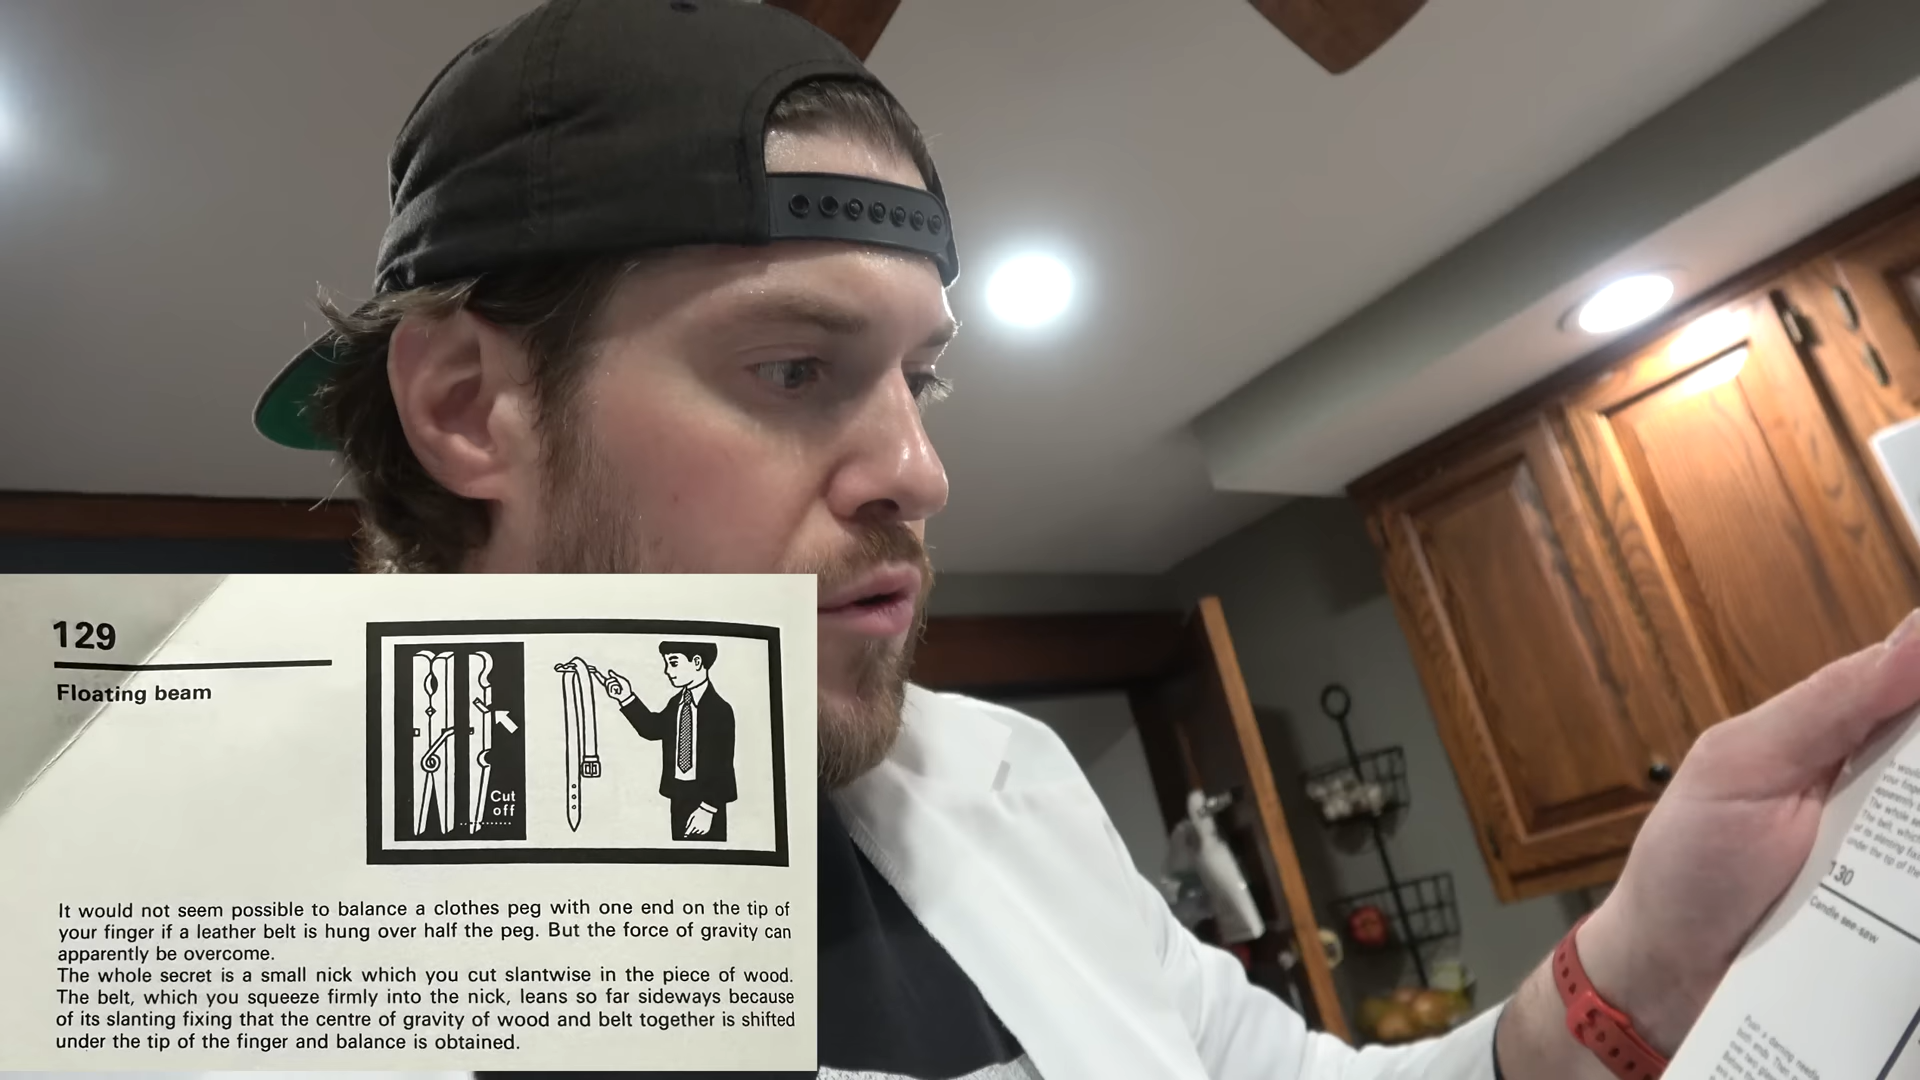 129
Floating beam
Cut
off
It would not seem possible to balance a clothes peg with one end on the tip of
your finger if a leather belt is hung over half the peg. But the force of gravity can
apparently be overcome.
The whole secret is a small nick which you cut slantwise in the piece of wood.
The belt, which you squeeze firmly into the nick, leans so far sideways because
of its slanting fixing that the centre of gravity of wood and belt together is shifted
under the tip of the finger and balance is obtained.
130
Candle see-saw